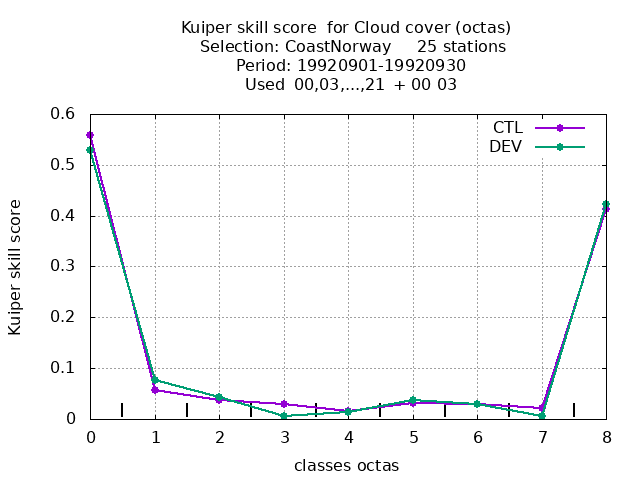 Kuiper skill score  for Cloud cover (octas)
Selection: CoastNorway     25 stations
Period: 19920901-19920930
Used  00,03,...,21  + 00 03
CTL
DEV
0.6
0.5
0.4
0.3
0.2
0.1
0
Kuiper skill score
0 1 2 3 4 5 6 7 8
classes octas